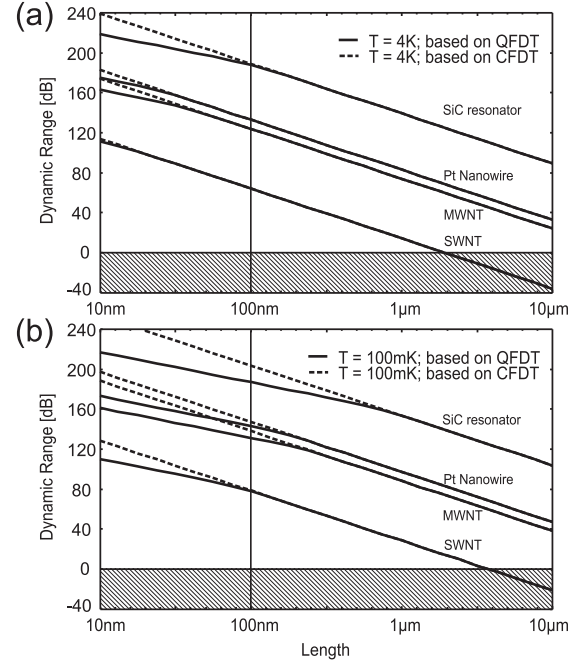 (a)
240
200
160
120
80
40
0
-40
Dynamic Range [dB]
T = 4K; based on QFDT
T = 4K; based on CFDT
SiC resonator
Pt Nanowire
MWNT
SWNT
10nm 100nm 1μm 10μm
(b)
240
200
160
120
80
40
0
-40
Dynamic Range [dB]
T = 100mK; based on QFDT
T = 100mK; based on CFDT
SiC resonator
Pt Nanowire
MWNT
SWNT
10nm 100nm 1μm 10μm
Length